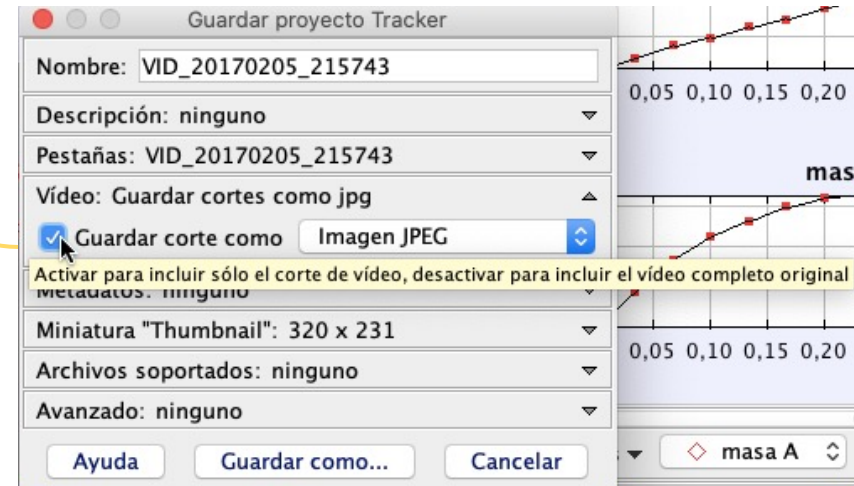 Guardar proyecto Tracker
Nombre: VID_20170205_215743
Descripción: ninguno
Pestañas: VID_20170205_215743
Vídeo: Guardar cortes como jpg
Guardar corte como Imagen JPEG
Activar para incluir sólo el corte de vídeo, desactivar para incluir el vídeo completo original
Metadatos: ninguno
Miniatura "Thumbnail": 320 x 231
Archivos soportados: ninguno
Avanzado: ninguno
Ayuda Guardar como... Cancelar
0,05 0,10 0,15 0,20
mas
0,05 0,10 0,15 0,20
masa A